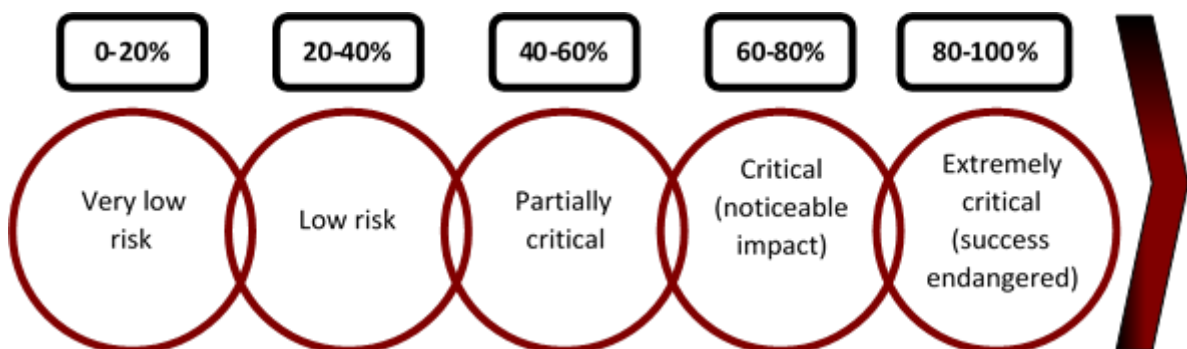 0-20%
20-40%
40-60%
60-80%
80-100%
Very low
risk
Low risk
Partially
critical
Critical
(noticeable
impact)
Extremely
critical
(success
endangered)